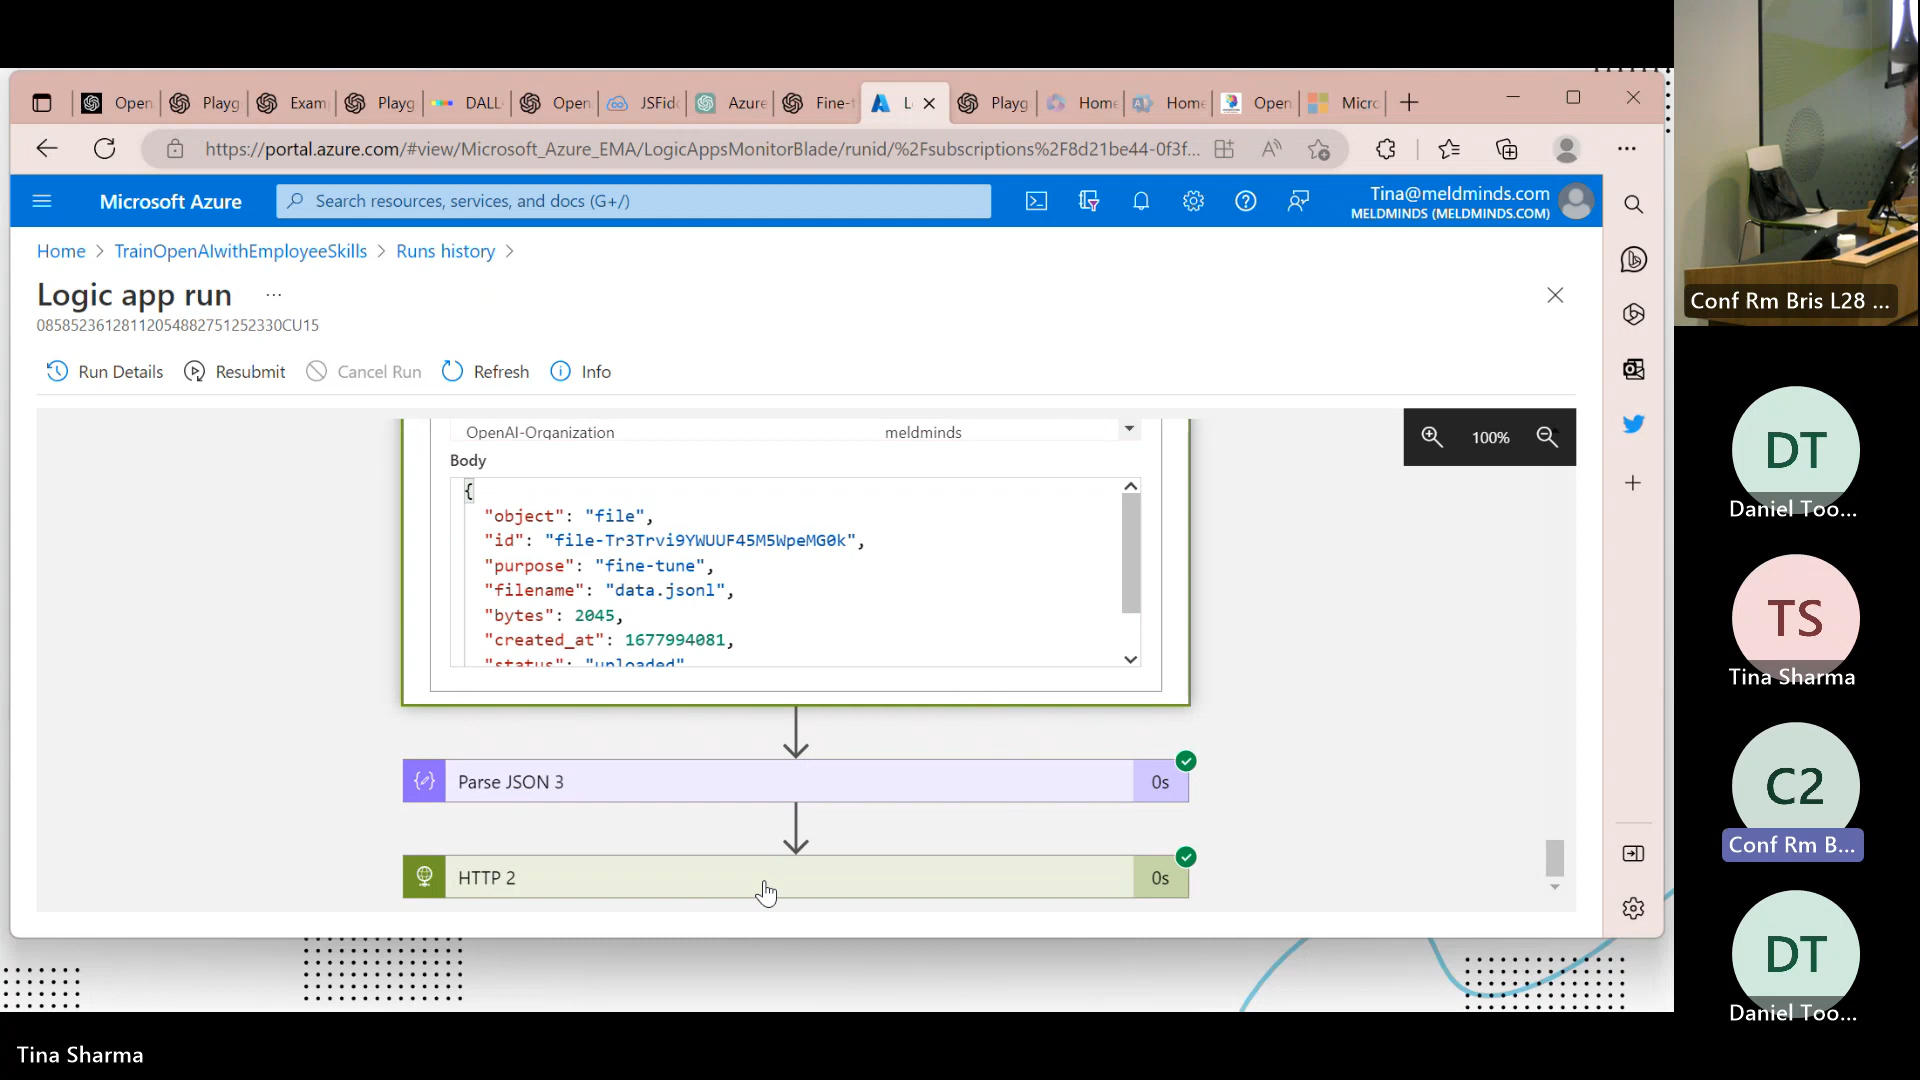 Open
Playg
Exam
Playg
DALL
Open
JSFid
Azure
Fine-t
L
Playg
Home
Home
Open
Micro
https://portal.azure.com/#view/Microsoft_Azure_EMA/LogicAppsMonitorBlade/runid/%2Fsubscriptions%2F8d21be44-0f3f...
Microsoft Azure
Search resources, services, and docs (G+/)
Tina@meldminds.com
MELDMINDS (MELDMINDS.COM)
Home > TrainOpenAIwithEmployeeSkills > Runs history >
Logic app run ...
08585236128112054882751252330CU15
Run Details
Resubmit
Cancel Run
Refresh
Info
100%
OpenAI-Organization meldminds
Body
{
"object": "file",
"id": "file-Tr3Trvi9YWUUF45M5WpeMG0k",
"purpose": "fine-tune",
"filename": "data.jsonl",
"bytes": 2045,
"created_at": 1677994081,
"status": "uploaded"
Parse JSON 3 0s
HTTP 2 0s
Conf Rm Bris L28 ...
DT
Daniel Too...
TS
Tina Sharma
C2
Conf Rm B...
DT
Daniel Too...
Tina Sharma